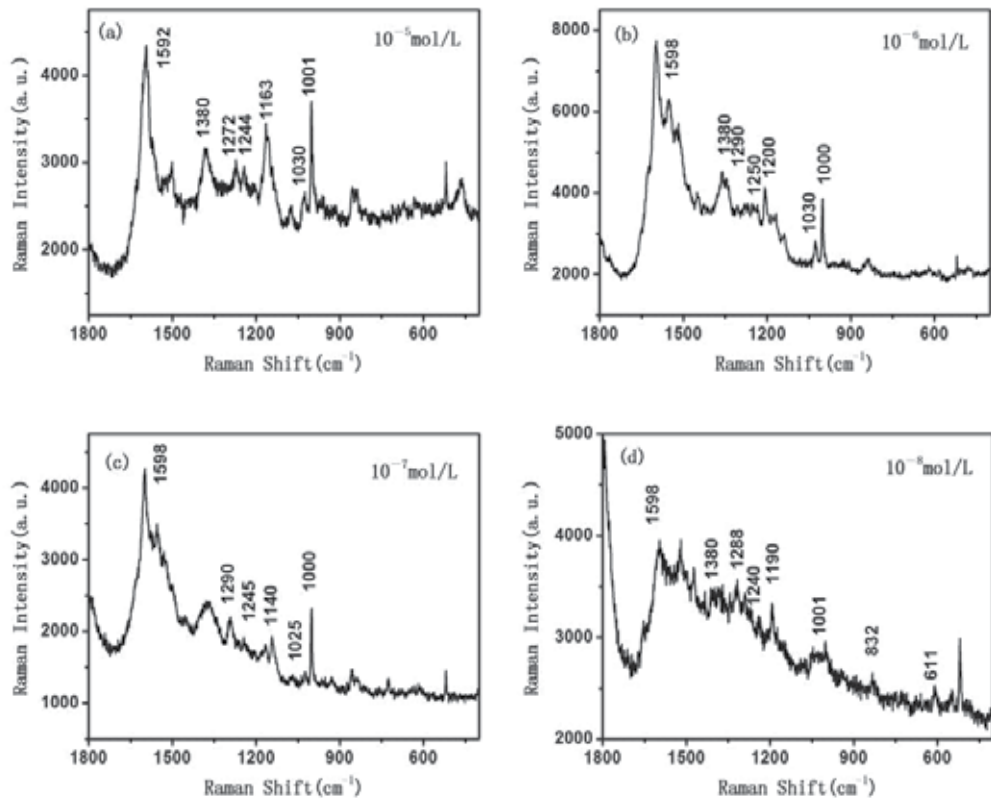 (a)
10⁻⁵mol/L
1592
1380
1272
1244
1163
1030
1001
4000
3000
2000
Raman Intensity(a.u.)
1800 1500 1200 900 600
Raman Shift(cm⁻¹)
(b)
10⁻⁶mol/L
1598
1380
1290
1250
1200
1030
1000
8000
6000
4000
2000
Raman Intensity(a.u.)
1800 1500 1200 900 600
Raman Shift(cm⁻¹)
(c)
10⁻⁷mol/L
1598
1290
1245
1140
1025
1000
4000
3000
2000
1000
Raman Intensity(a.u.)
1800 1500 1200 900 600
Raman Shift(cm⁻¹)
(d)
10⁻⁸mol/L
1598
1380
1288
1240
1190
1001
832
611
5000
4000
3000
2000
Raman Intensity(a.u.)
1800 1500 1200 900 600
Raman Shift(cm⁻¹)